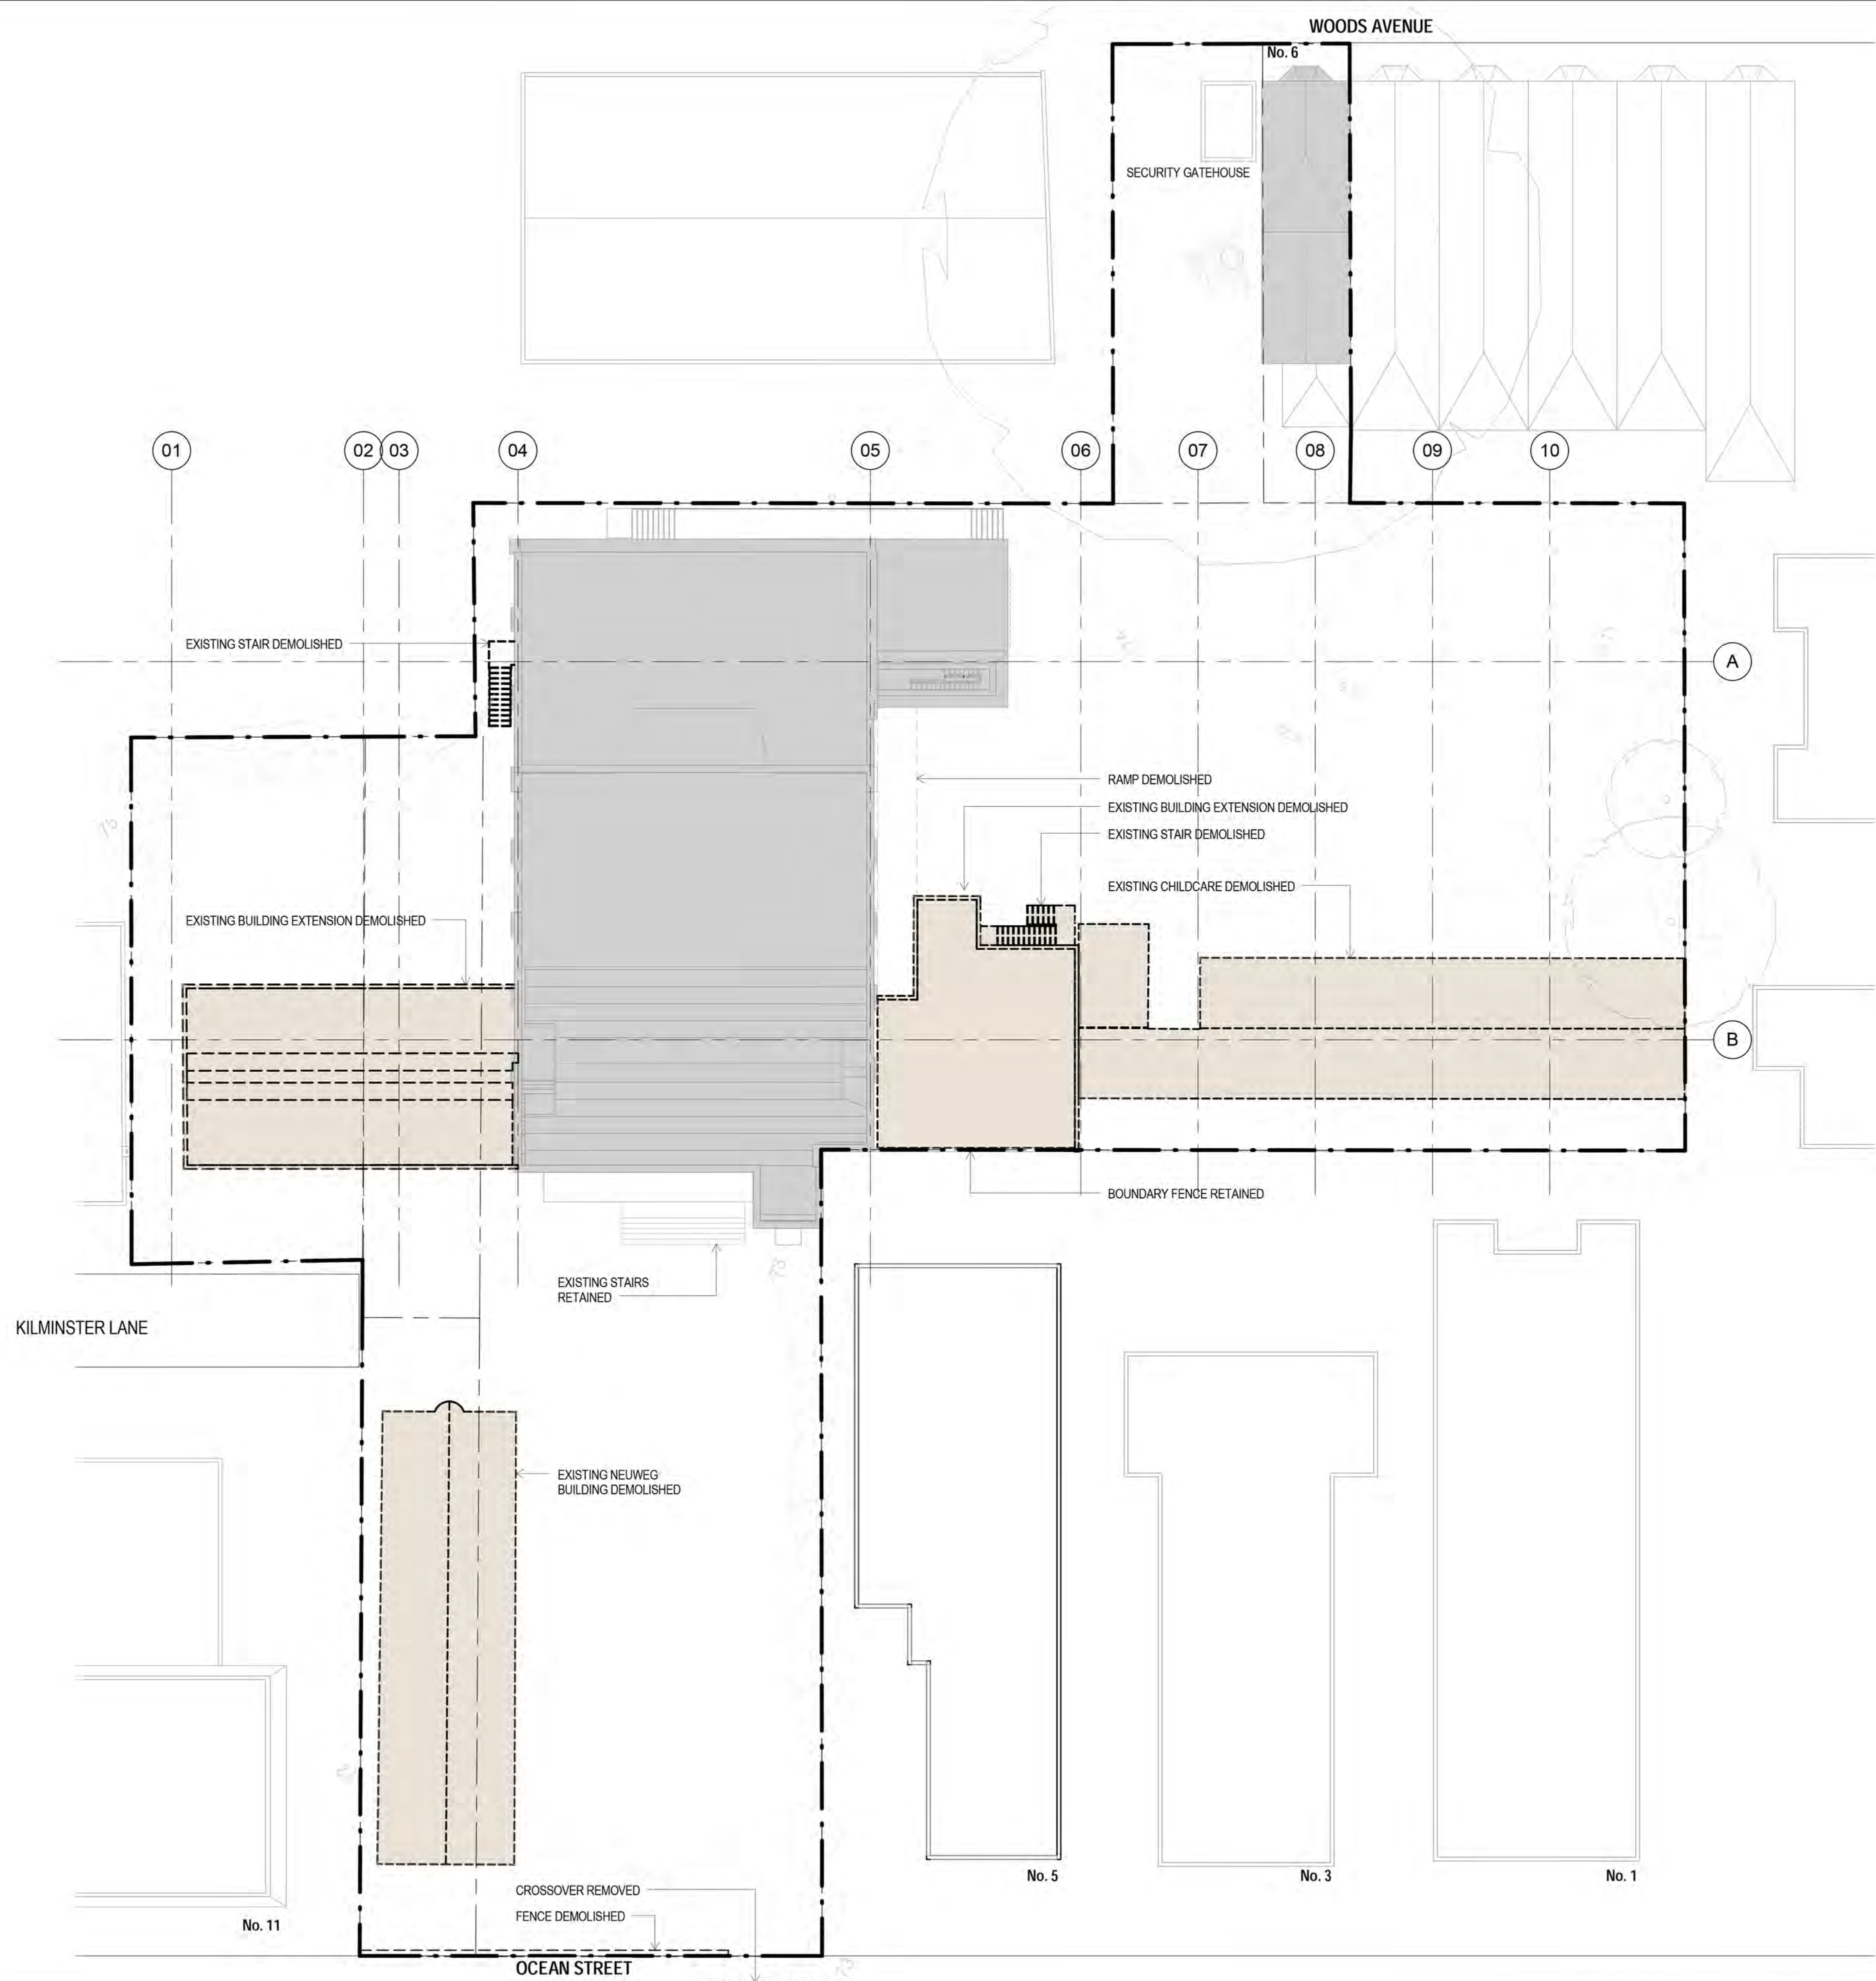 WOODS AVENUE
No. 6
SECURITY GATEHOUSE
01
02
03
04
05
06
07
08
09
10
EXISTING STAIR DEMOLISHED
A
RAMP DEMOLISHED
EXISTING BUILDING EXTENSION DEMOLISHED
EXISTING STAIR DEMOLISHED
EXISTING CHILDCARE DEMOLISHED
EXISTING BUILDING EXTENSION DEMOLISHED
B
BOUNDARY FENCE RETAINED
EXISTING STAIRS
RETAINED
KILMINSTER LANE
EXISTING NEUWEG
BUILDING DEMOLISHED
No. 5
No. 3
No. 1
CROSSOVER REMOVED
FENCE DEMOLISHED
No. 11
OCEAN STREET